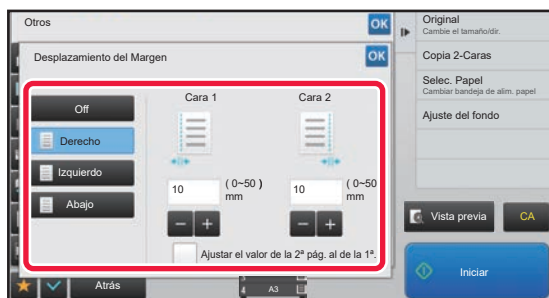 Otros
OK
Desplazamiento del Margen
OK
Off
Derecho
Izquierdo
Abajo
Cara 1
Cara 2
10
( 0~50 )
mm
10
( 0~50
mm
Ajustar el valor de la 2ª pág. al de la 1ª.
Atrás
4
A3
Original
Cambie el tamaño/dir.
Copia 2-Caras
Selec. Papel
Cambiar bandeja de alim. papel
Ajuste del fondo
Vista previa
CA
Iniciar